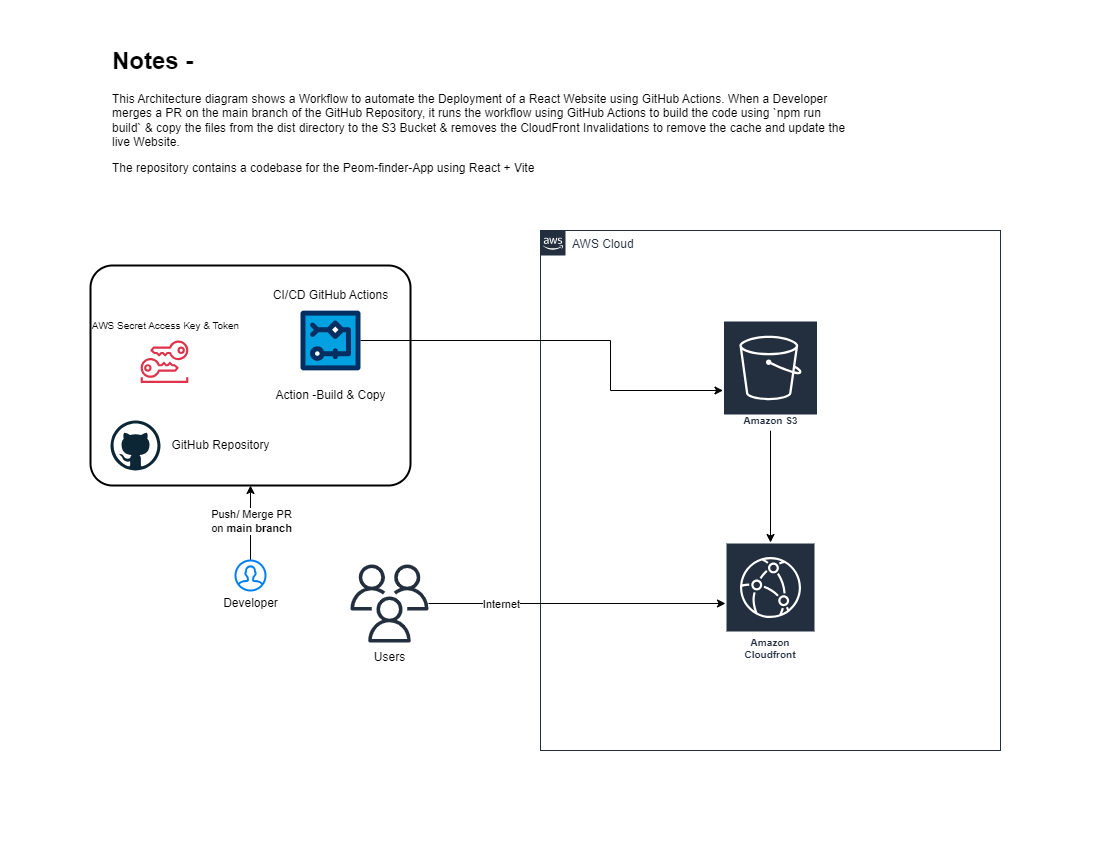 Notes -
This Architecture diagram shows a Workflow to automate the Deployment of a React Website using GitHub Actions. When a Developer
merges a PR on the main branch of the GitHub Repository, it runs the workflow using GitHub Actions to build the code using `npm run
build` & copy the files from the dist directory to the S3 Bucket & removes the CloudFront Invalidations to remove the cache and update the
live Website.
The repository contains a codebase for the Peom-finder-App using React + Vite
aws
AWS Cloud
CI/CD GitHub Actions
AWS Secret Access Key & Token
Action -Build & Copy
Amazon S3
GitHub Repository
Push/ Merge PR
on main branch
Developer
Internet
Users
Amazon
Cloudfront